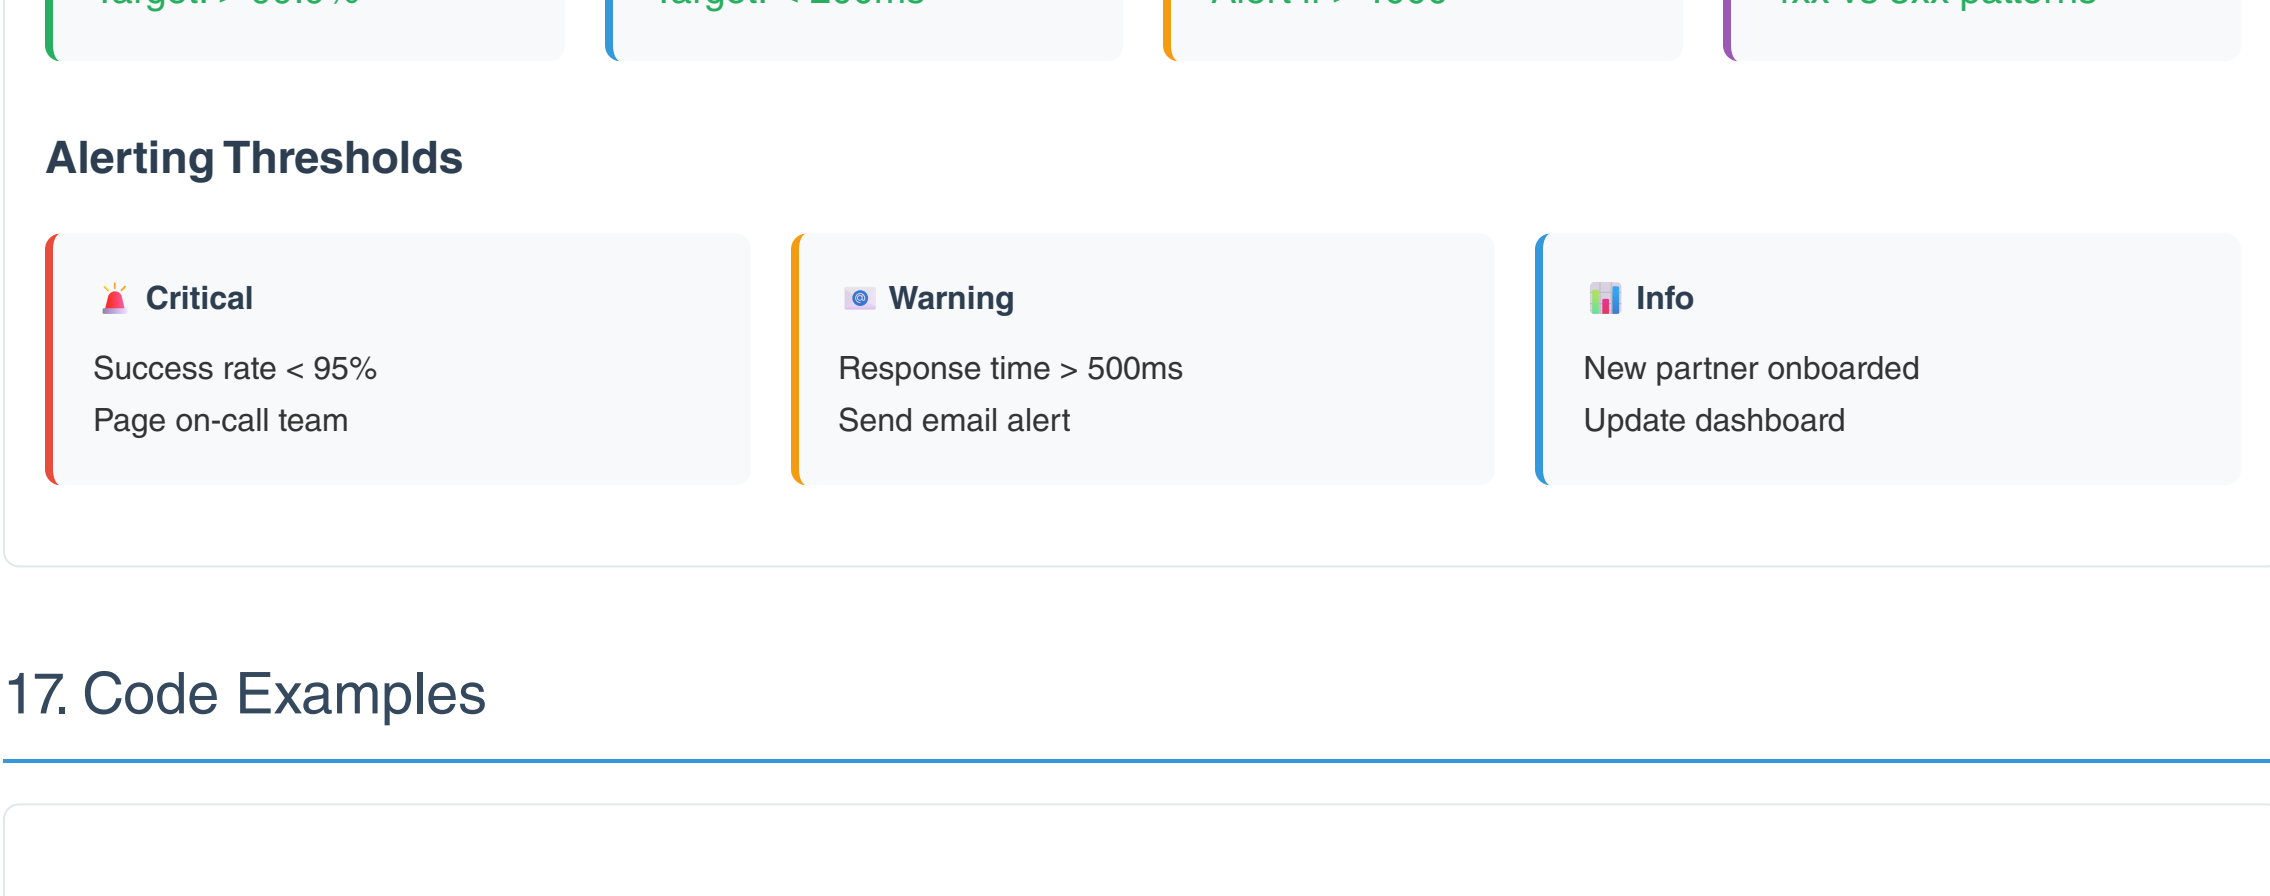 Alerting Thresholds
Critical
Success rate < 95%
Page on-call team
Warning
Response time > 500ms
Send email alert
Info
New partner onboarded
Update dashboard
17. Code Examples